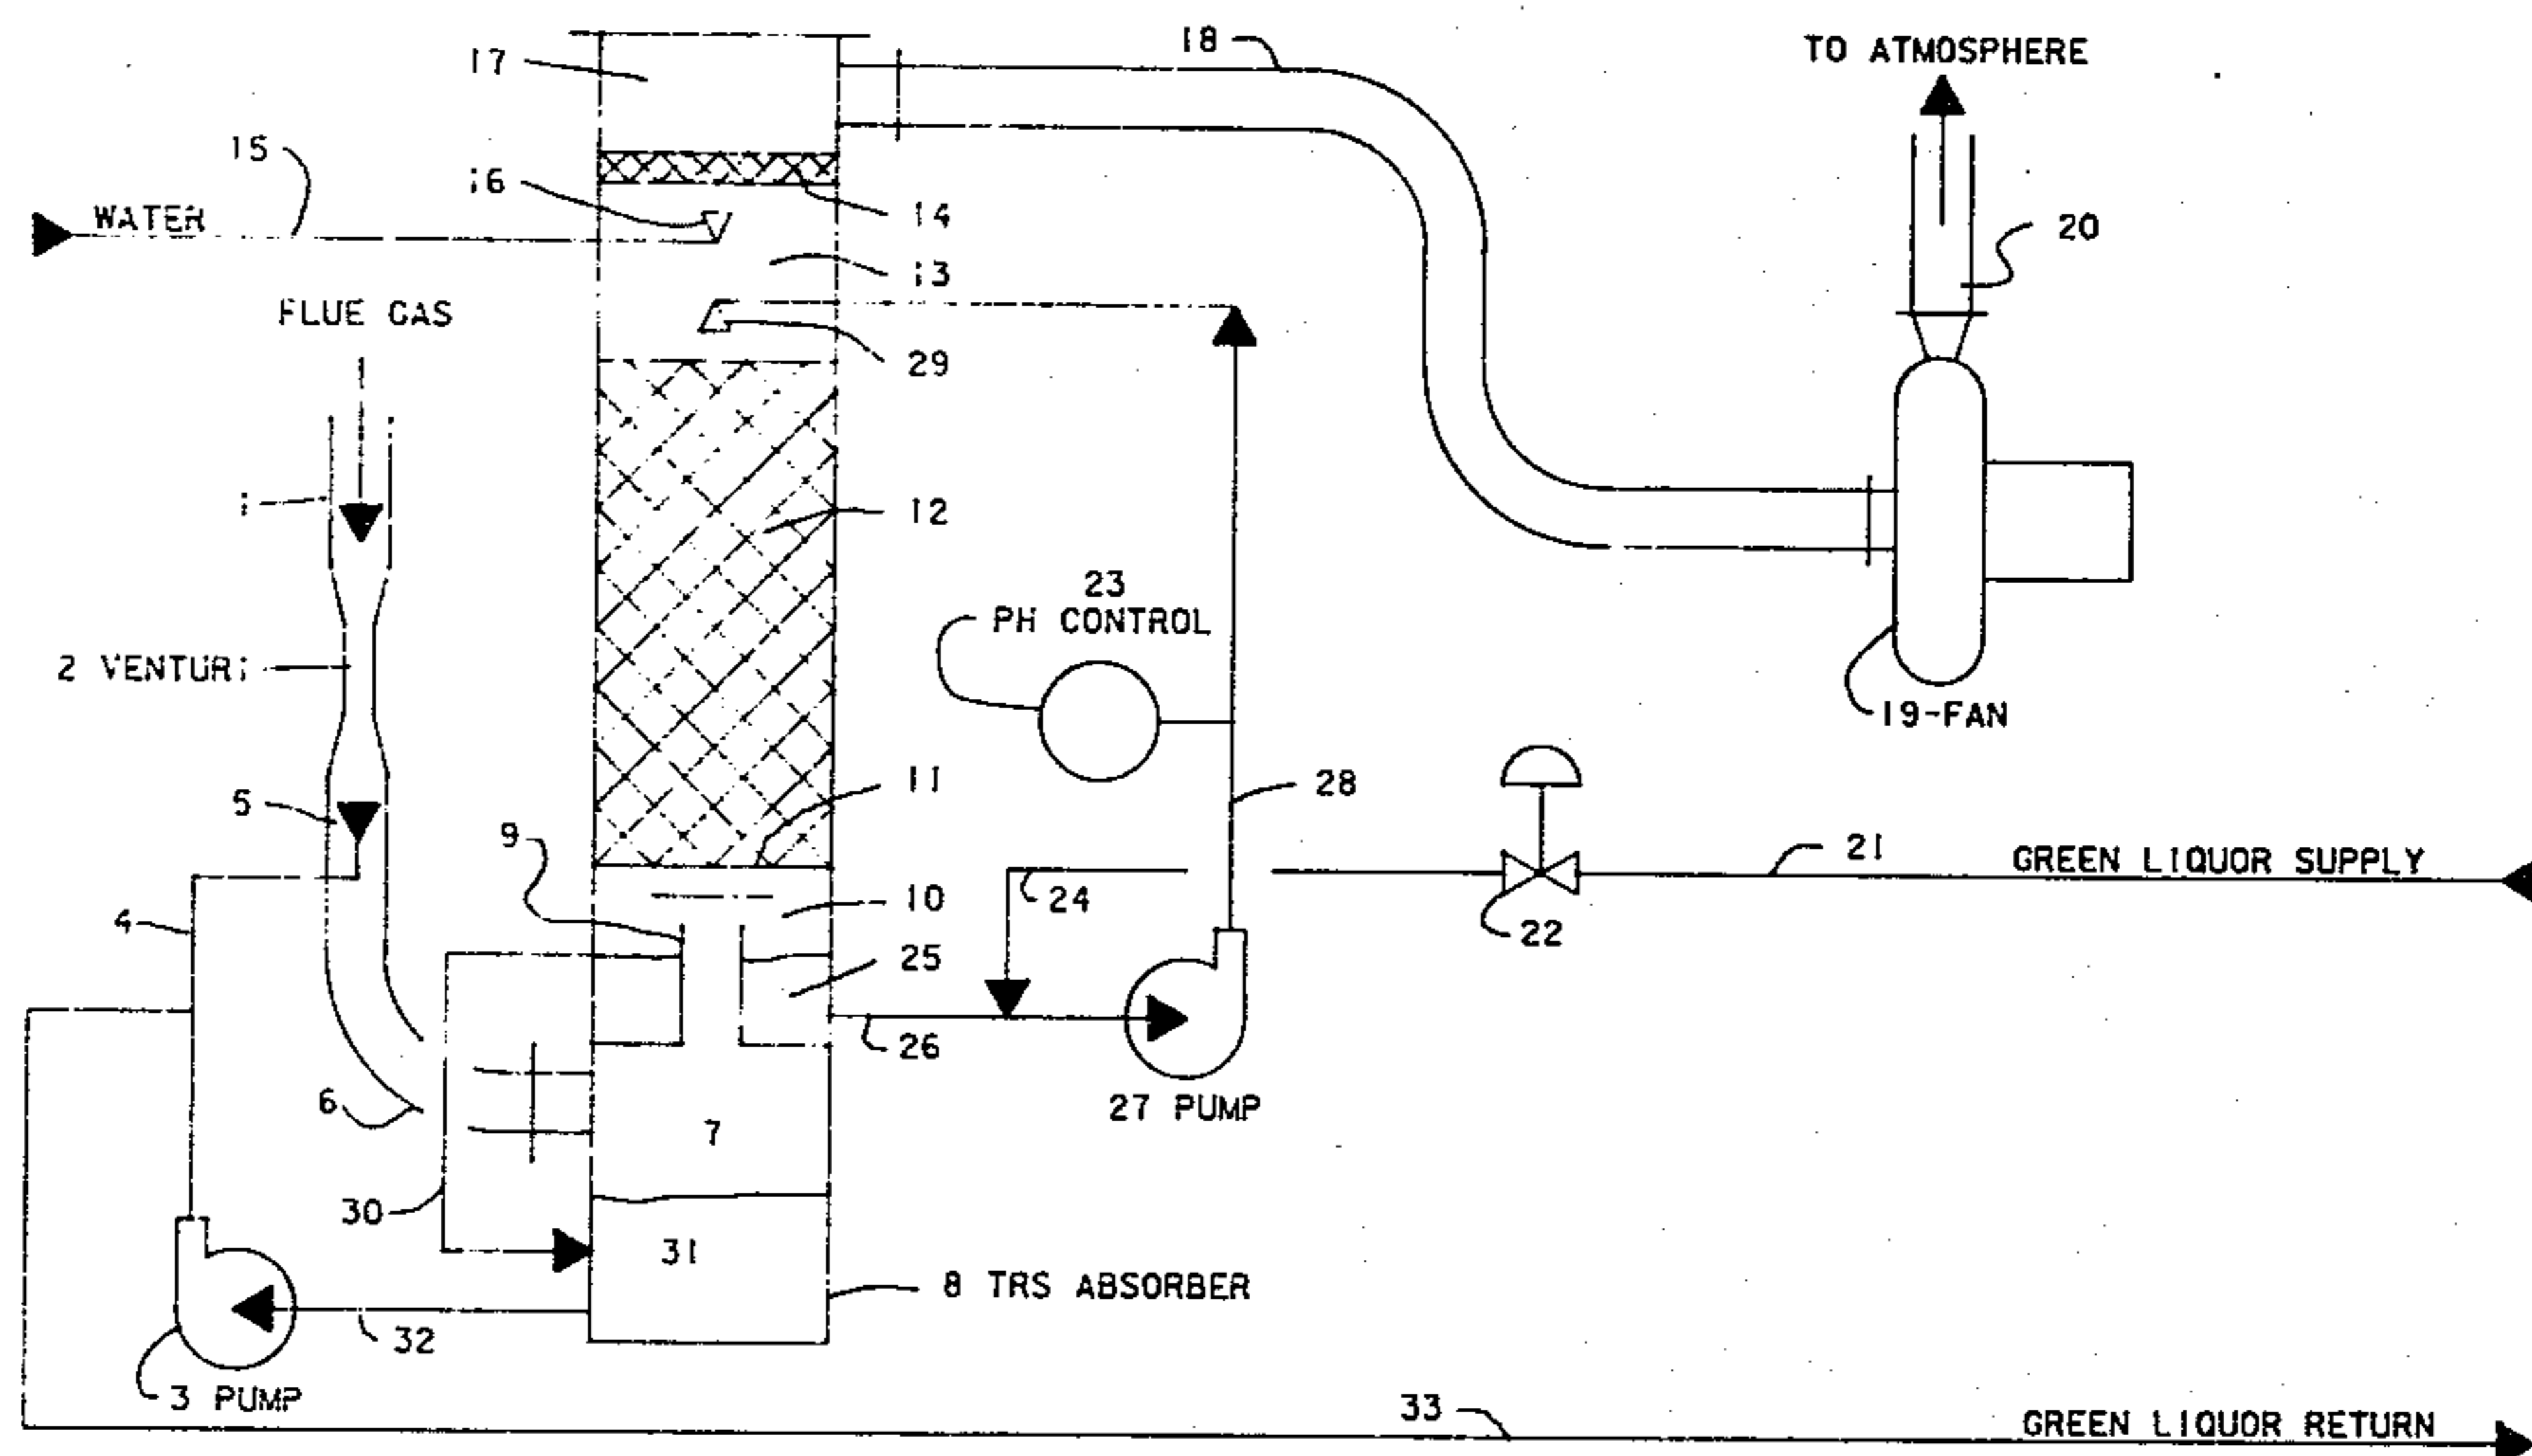 17
18
TO ATMOSPHERE
15
16
14
20
WATER
13
FLUE GAS
29
1
12
23
PH CONTROL
2 VENTURI
19-FAN
11
28
5
9
21
GREEN LIQUOR SUPPLY
10
24
4
22
25
26
6
27 PUMP
7
30
31
8 TRS ABSORBER
32
3 PUMP
33
GREEN LIQUOR RETURN